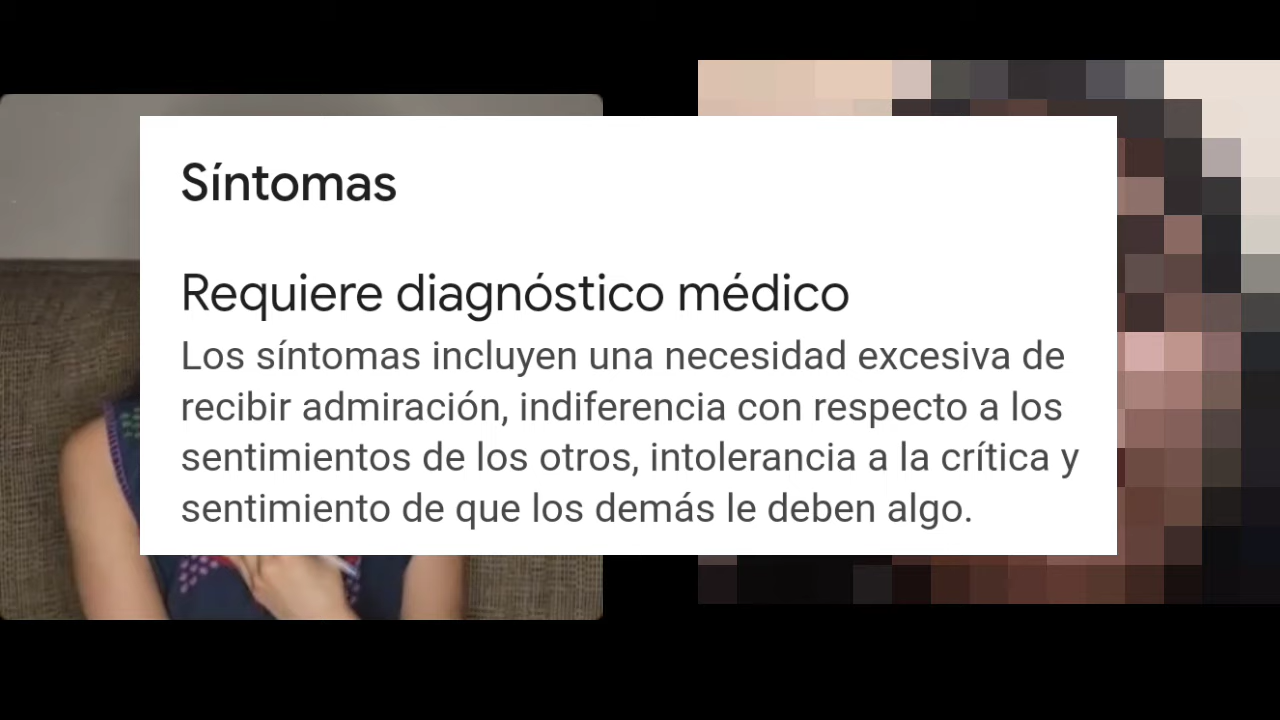 Síntomas
Requiere diagnóstico médico
Los síntomas incluyen una necesidad excesiva de
recibir admiración, indiferencia con respecto a los
sentimientos de los otros, intolerancia a la crítica y
sentimiento de que los demás le deben algo.